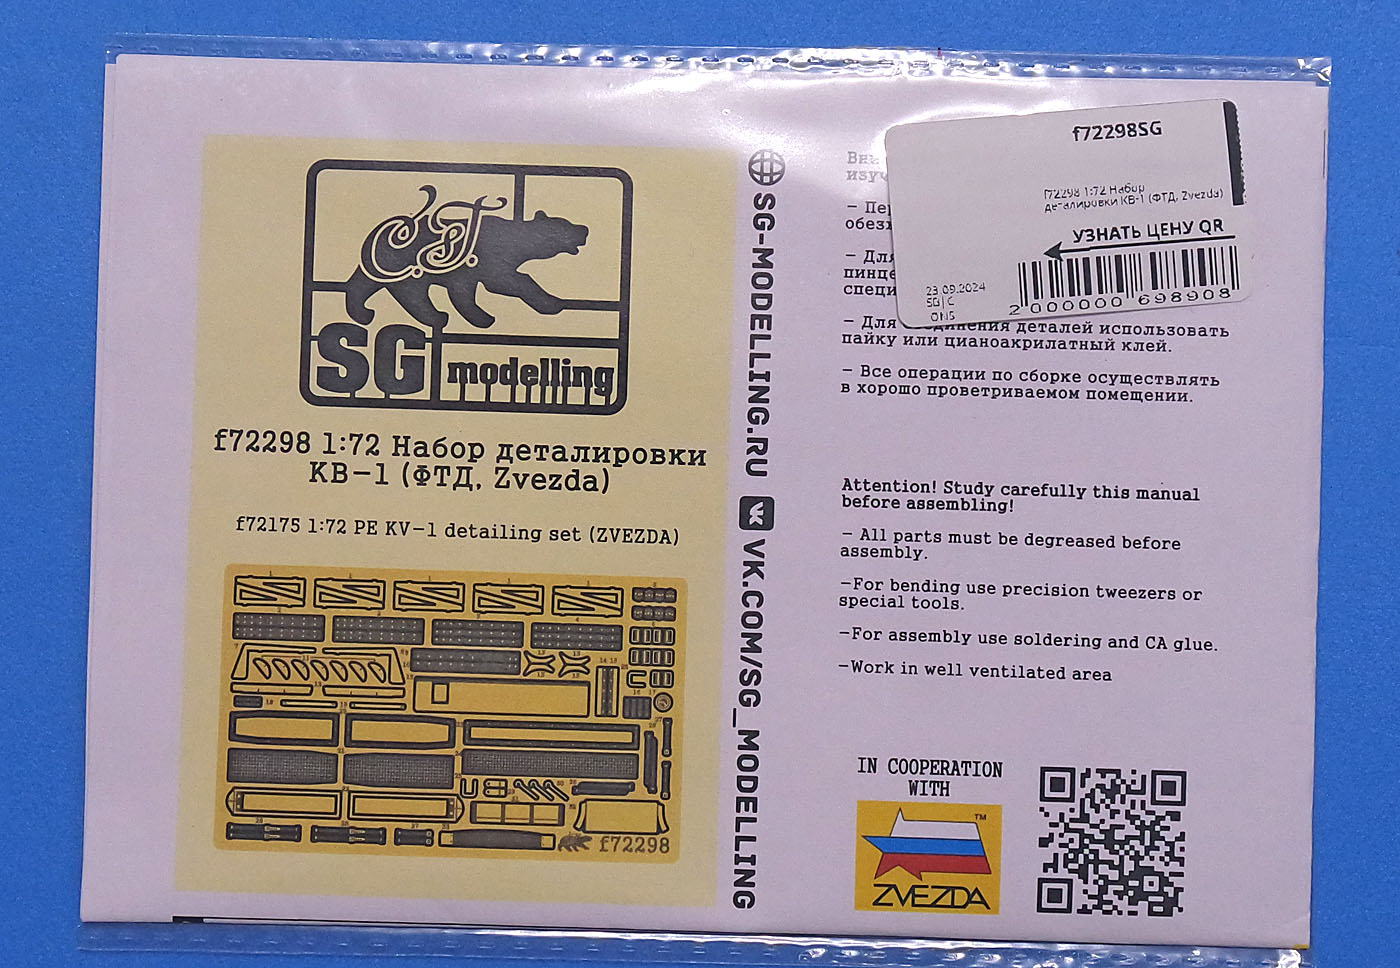 С.Т.
SG modelling
f72298 1:72 Набор деталировки
КВ-1 (ФТД, Zvezda)
f72175 1:72 PE KV-1 detailing set (ZVEZDA)
f72298
SG-MODELLING.RU
VK.COM/SG_MODELLING
f72298SG
f72298 1:72 Набор
деталировки КВ-1 (ФТД, Zvezda)
УЗНАТЬ ЦЕНУ QR
23.09.2024
2 000000 698908
- Для
- Для деталей использовать
пайку или цианоакрилатный клей.
- Все операции по сборке осуществлять
в хорошо проветриваемом помещении.
Attention! Study carefully this manual
before assembling!
- All parts must be degreased before
assembly.
-For bending use precision tweezers or
special tools.
-For assembly use soldering and CA glue.
-Work in well ventilated area
IN COOPERATION
WITH
TM
ZVEZDA